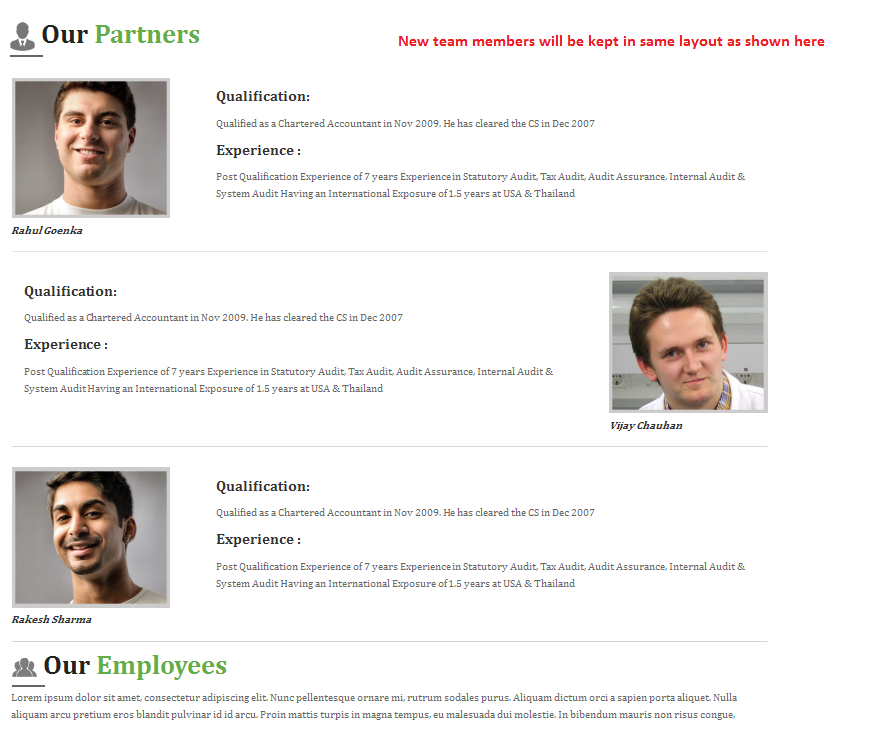 Our Partners
New team members will be kept in same layout as shown here
Qualification:
Qualified as a Chartered Accountant in Nov 2009. He has cleared the CS in Dec 2007
Experience :
Post Qualification Experience of 7 years Experience in Statutory Audit, Tax Audit, Audit Assurance, Internal Audit &
System Audit Having an International Exposure of 1.5 years at USA & Thailand
Rahul Goenka
Qualification:
Qualified as a Chartered Accountant in Nov 2009. He has cleared the CS in Dec 2007
Experience :
Post Qualification Experience of 7 years Experience in Statutory Audit, Tax Audit, Audit Assurance, Internal Audit &
System Audit Having an International Exposure of 1.5 years at USA & Thailand
Vijay Chauhan
Qualification:
Qualified as a Chartered Accountant in Nov 2009. He has cleared the CS in Dec 2007
Experience :
Post Qualification Experience of 7 years Experience in Statutory Audit, Tax Audit, Audit Assurance, Internal Audit &
System Audit Having an International Exposure of 1.5 years at USA & Thailand
Rakesh Sharma
Our Employees
Lorem ipsum dolor sit amet, consectetur adipiscing elit. Nunc pellentesque ornare mi, rutrum sodales purus. Aliquam dictum orci a sapien porta aliquet. Nulla
aliquam arcu pretium eros blandit pulvinar id id arcu. Proin mattis turpis in magna tempus, eu malesuada dui molestie. In bibendum mauris non risus congue,